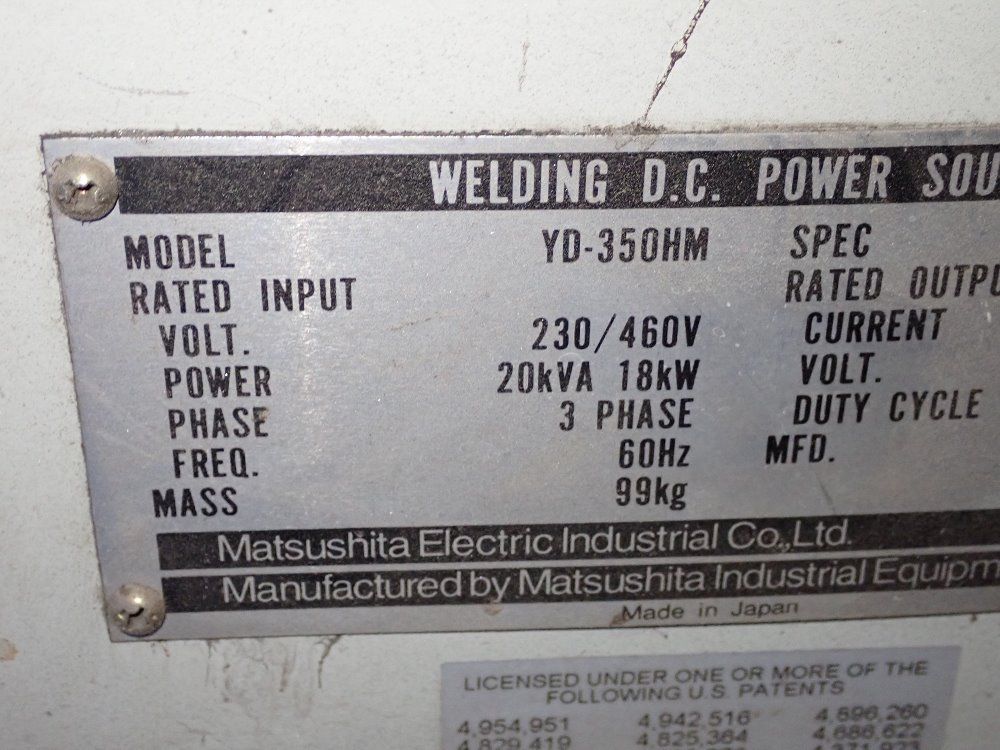 WELDING D.C. POWER SOU
MODEL YD-350HM SPEC
RATED INPUT RATED OUTPU
VOLT. 230/460V CURRENT
POWER 20kVA 18kW VOLT.
PHASE 3 PHASE DUTY CYCLE
FREQ. 60Hz MFD.
MASS 99kg
Matsushita Electric Industrial Co.,Ltd.
Manufactured by Matsushita Industrial Equipm
Made in Japan
LICENSED UNDER ONE OR MORE OF THE
FOLLOWING U.S. PATENTS
4,954,951 4,942,516 4,696,260
4,829,419 4,825,364 4,686,622